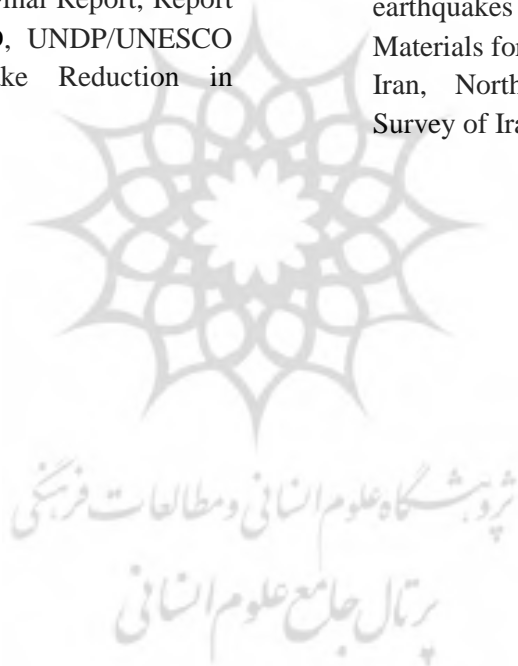 nal Report, Report
, UNDP/UNESCO
ke Reduction in
earthquakes
Materials for
Iran, North
Survey of Ira
پژوهشگاه علوم انسانی و مطالعات فرهنگی
پرتال جامع علوم انسانی